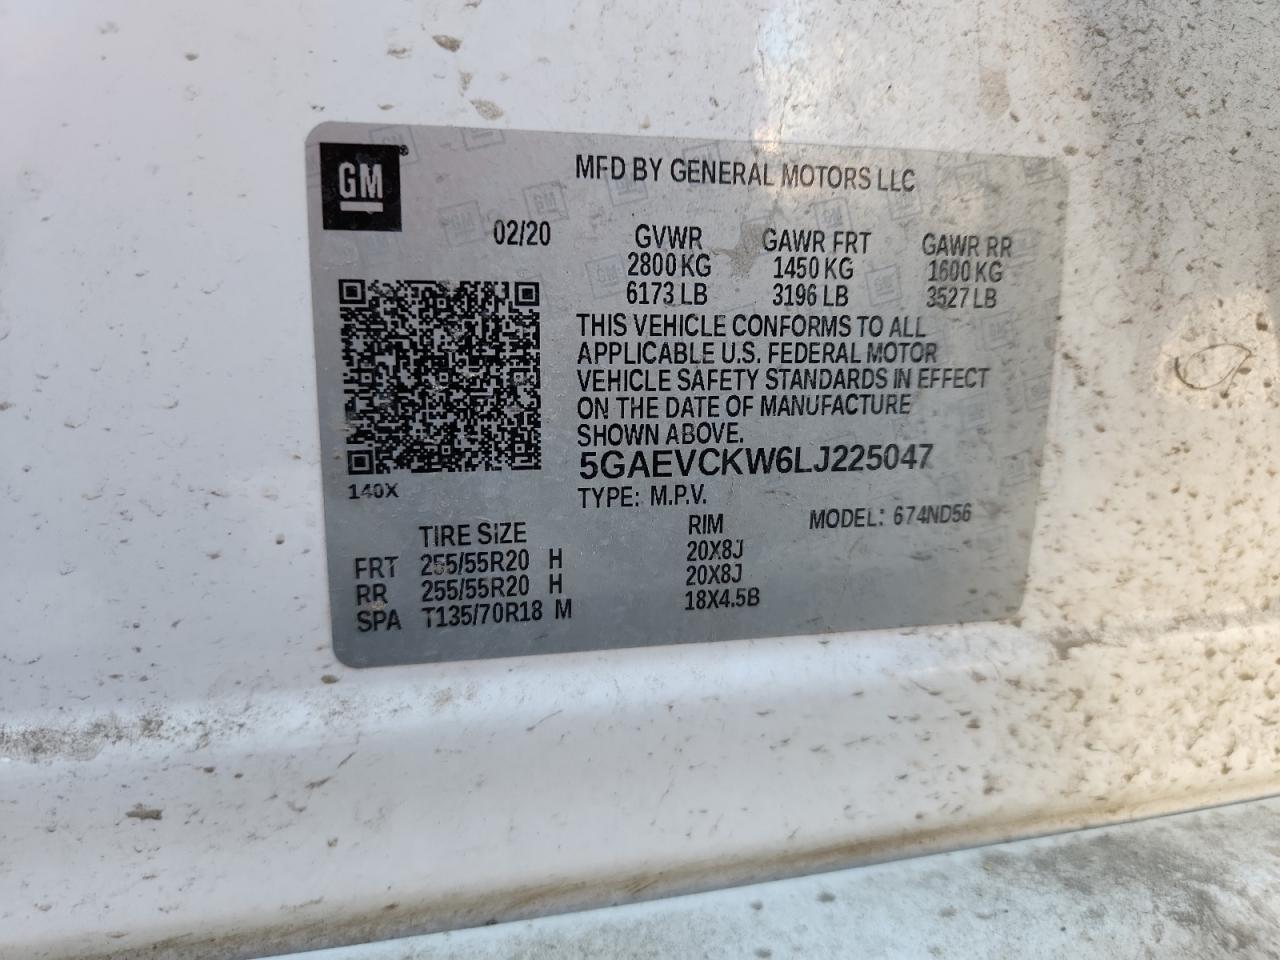 GM®
MFD BY GENERAL MOTORS LLC
02/20 GVWR GAWR FRT GAWR RR
2800 KG 1450 KG 1600 KG
6173 LB 3196 LB 3527 LB
THIS VEHICLE CONFORMS TO ALL
APPLICABLE U.S. FEDERAL MOTOR
VEHICLE SAFETY STANDARDS IN EFFECT
ON THE DATE OF MANUFACTURE
SHOWN ABOVE.
5GAEVCKW6LJ225047
140X
TYPE: M.P.V. MODEL: 674ND56
TIRE SIZE RIM
FRT 255/55R20 H 20X8J
RR 255/55R20 H 20X8J
SPA T135/70R18 M 18X4.5B